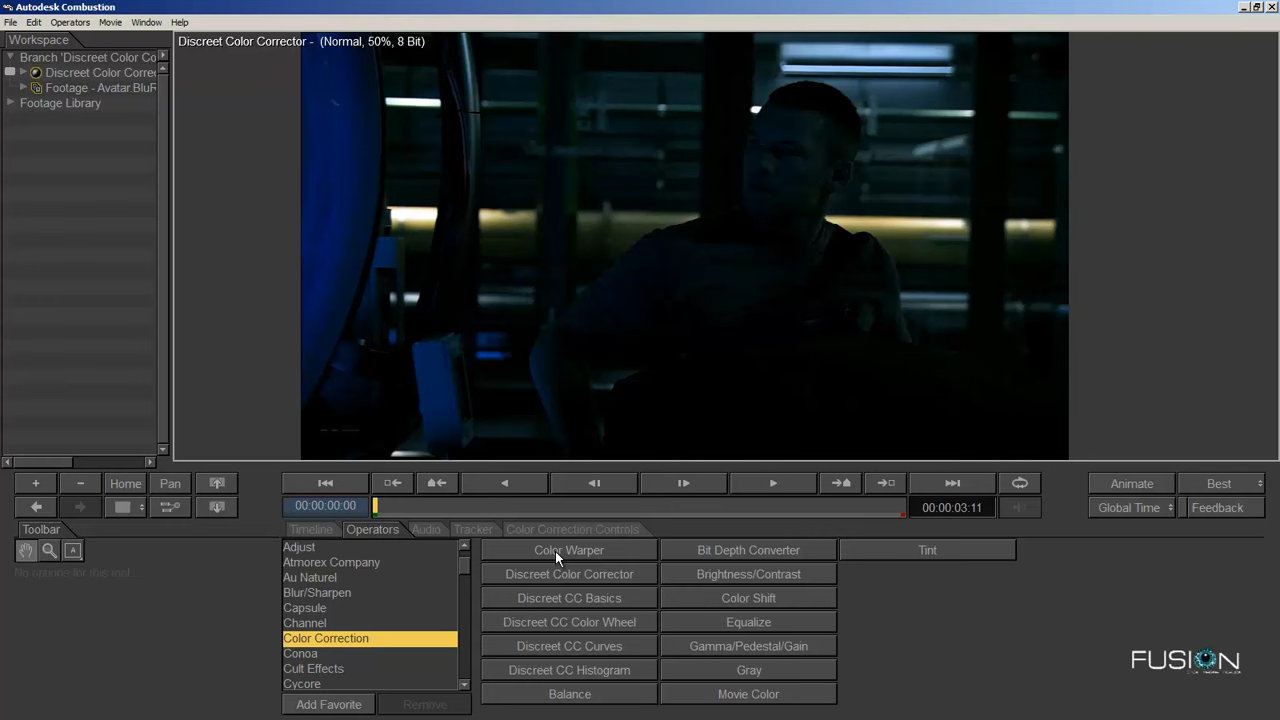 Autodesk Combustion
File Edit Operators Movie Window Help
Workspace
Branch 'Discreet Color Co
Discreet Color Correc
Footage - Avatar.BluR
Footage Library
Discreet Color Corrector - (Normal, 50%, 8 Bit)
+ - Home Pan
Animate Best
00:00:00:00 00:00:03:11
Global Time Feedback
Toolbar
No options for this tool.
Timeline Operators Audio Tracker Color Correction Controls
Adjust
Atmorex Company
Au Naturel
Blur/Sharpen
Capsule
Channel
Color Correction
Conoa
Cult Effects
Cycore
Add Favorite Remove
Color Warper Bit Depth Converter Tint
Discreet Color Corrector Brightness/Contrast
Discreet CC Basics Color Shift
Discreet CC Color Wheel Equalize
Discreet CC Curves Gamma/Pedestal/Gain
Discreet CC Histogram Gray
Balance Movie Color
FUSION